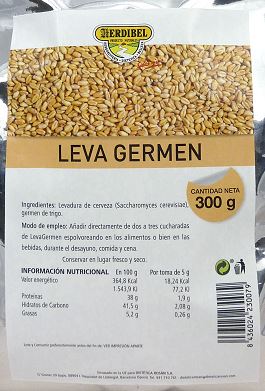 HERDIBEL
LEVA GERMEN
CANTIDAD NETA
300 g
Ingredientes: Levadura de cerveza (Saccharomyces cerevisiae),
germen de trigo.
Modo de empleo: Añadir directamente de dos a tres cucharadas
de LevaGermen espolvoreando en los alimentos o bien en las
bebidas, durante el desayuno, comida y cena.
Conservar en lugar fresco y seco.
INFORMACIÓN NUTRICIONAL En 100 g Por toma de 5 g
Valor energético 364,8 Kcal 18,24 Kcal
1.543,9 Kj 77,2 KJ
Proteínas 38 g 1,9 g
Hidratos de Carbono 41,5 g 2,08 g
Grasas 5,2 g 0,26 g
8436024230079